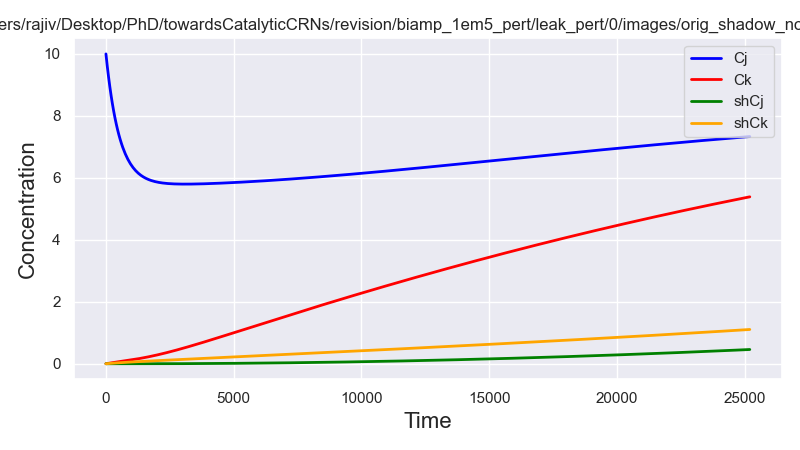 ers/rajiv/Desktop/PhD/towardsCatalyticCRNs/revision/biamp_1em5_pert/leak_pert/0/images/orig_shadow_no
10
8
6
4
2
0
Concentration
Cj
Ck
shCj
shCk
0 5000 10000 15000 20000 25000
Time